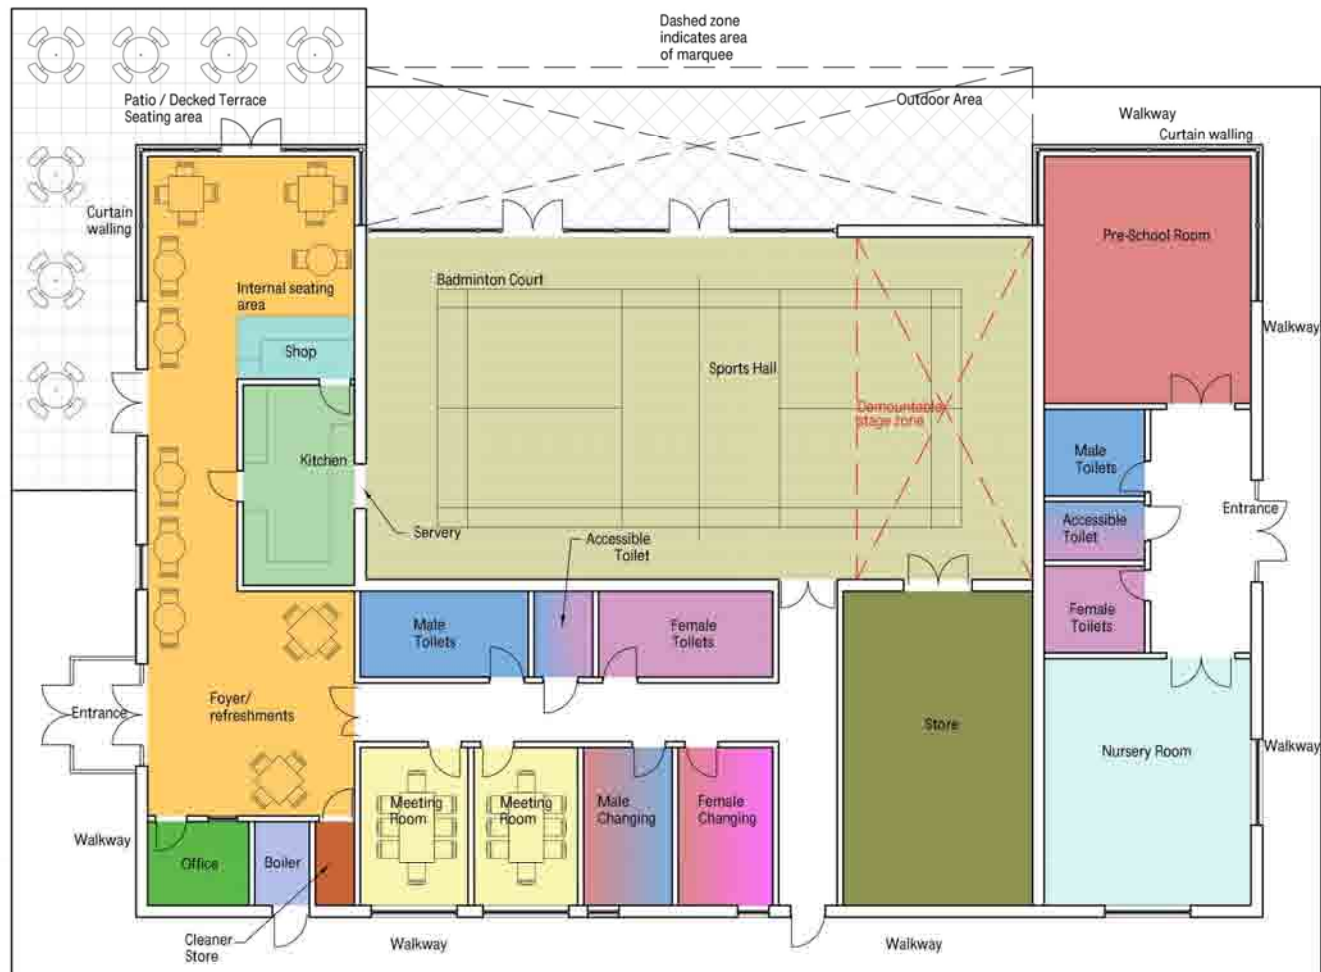 Dashed zone
indicates area
of marquee
Patio / Decked Terrace
Seating area
Outdoor Area
Walkway
Curtain walling
Curtain
walling
Pre-School Room
Badminton Court
Internal seating
area
Walkway
Shop
Sports Hall
Demountable
stage zone
Kitchen
Male
Toilets
Entrance
Accessible
Toilet
Servery
Accessible
Toilet
Male
Toilets
Female
Toilets
Female
Toilets
Foyer/
refreshments
Entrance
Store
Nursery Room
Walkway
Meeting
Room
Meeting
Room
Male
Changing
Female
Changing
Walkway
Office
Boiler
Cleaner
Store
Walkway
Walkway